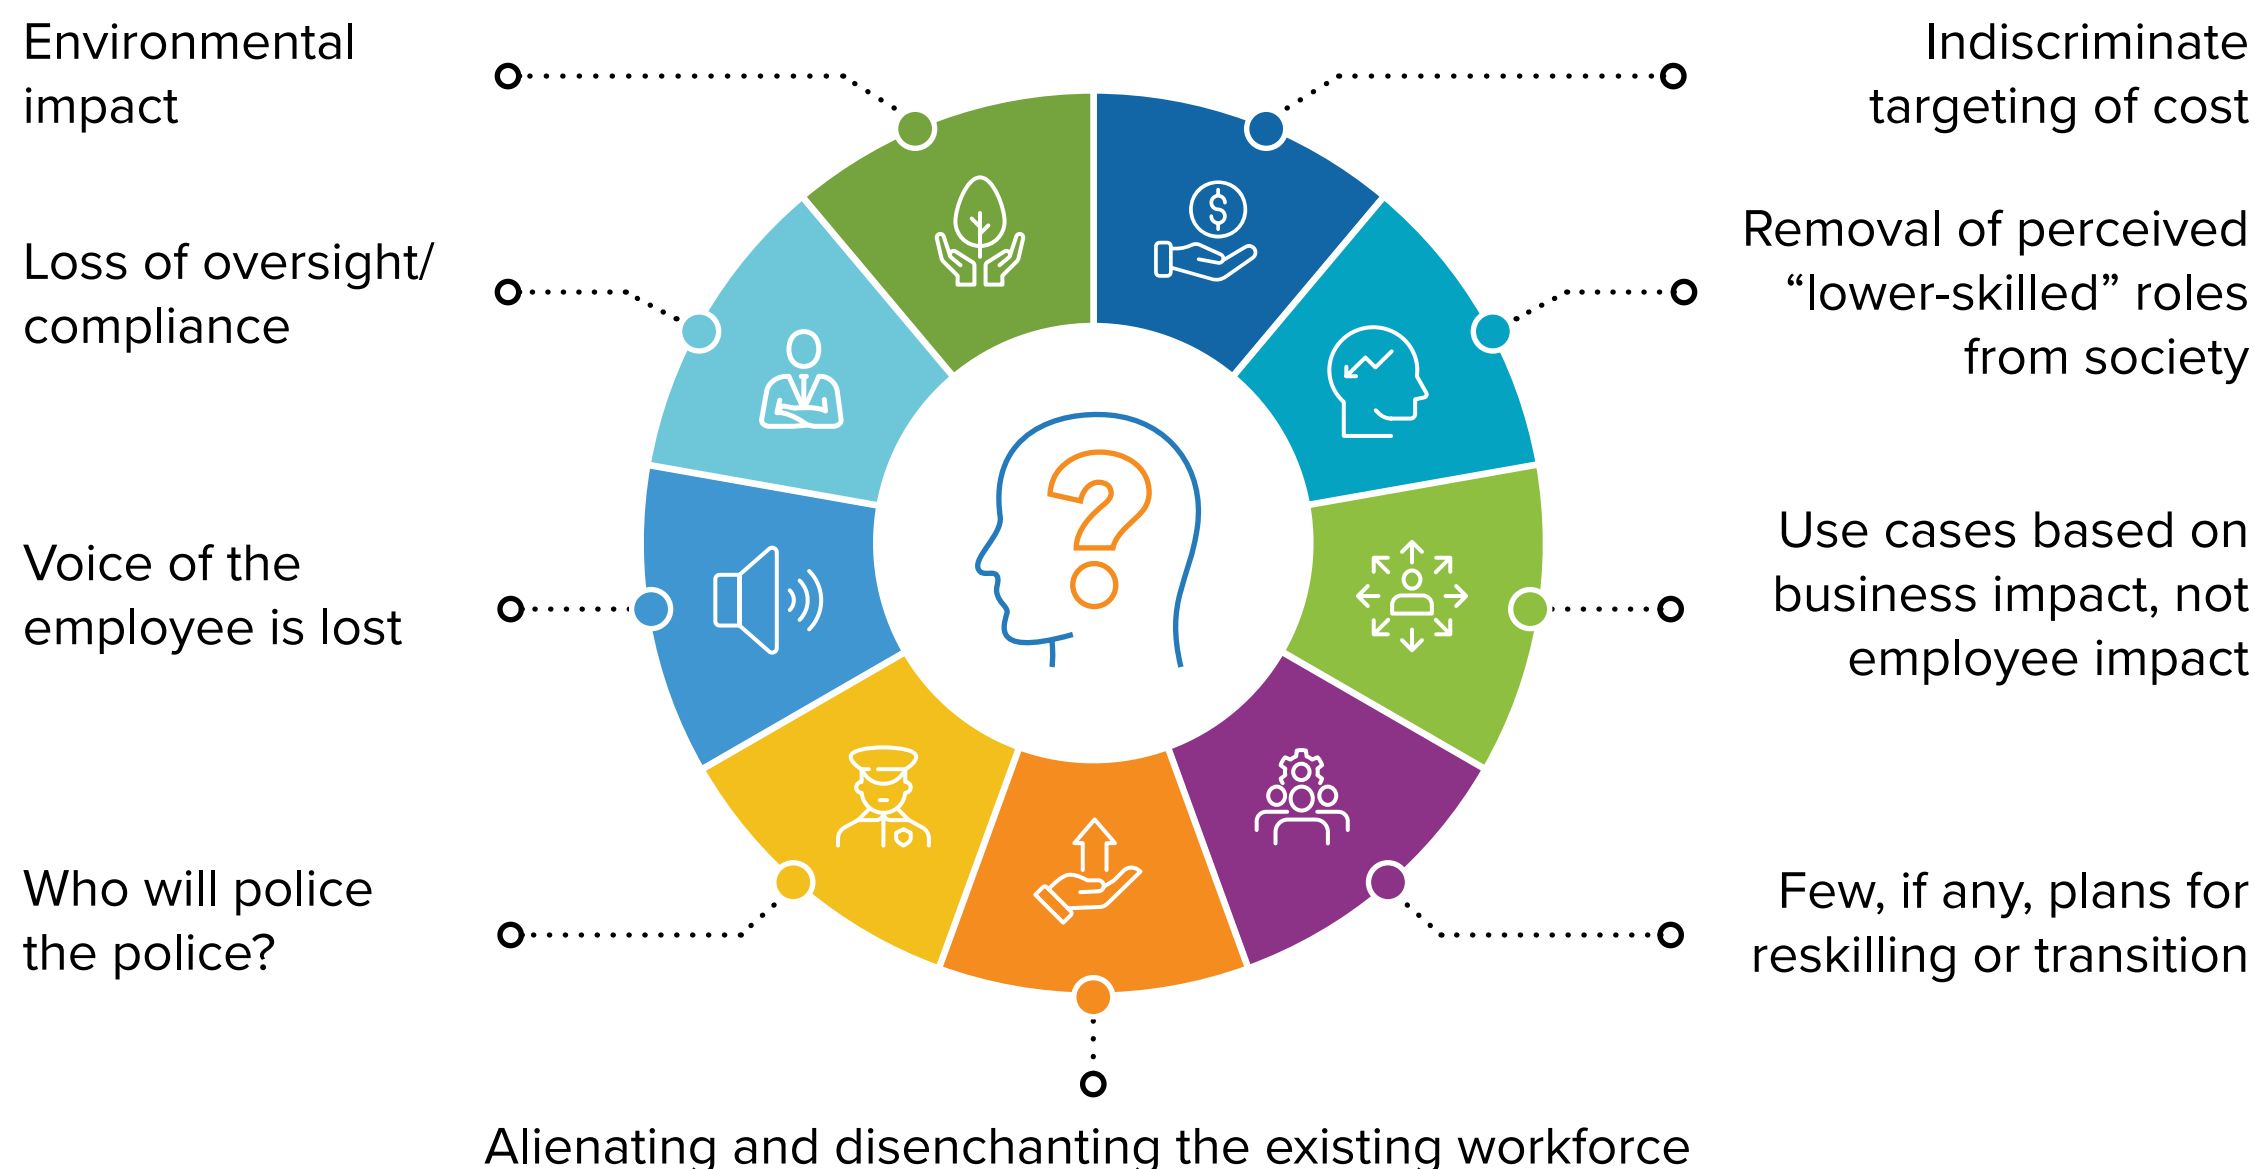 Environmental
impact
Indiscriminate
targeting of cost
Loss of oversight/
compliance
Removal of perceived
“lower-skilled” roles
from society
Voice of the
employee is lost
Use cases based on
business impact, not
employee impact
Who will police
the police?
Few, if any, plans for
reskilling or transition
Alienating and disenchanting the existing workforce
$
?